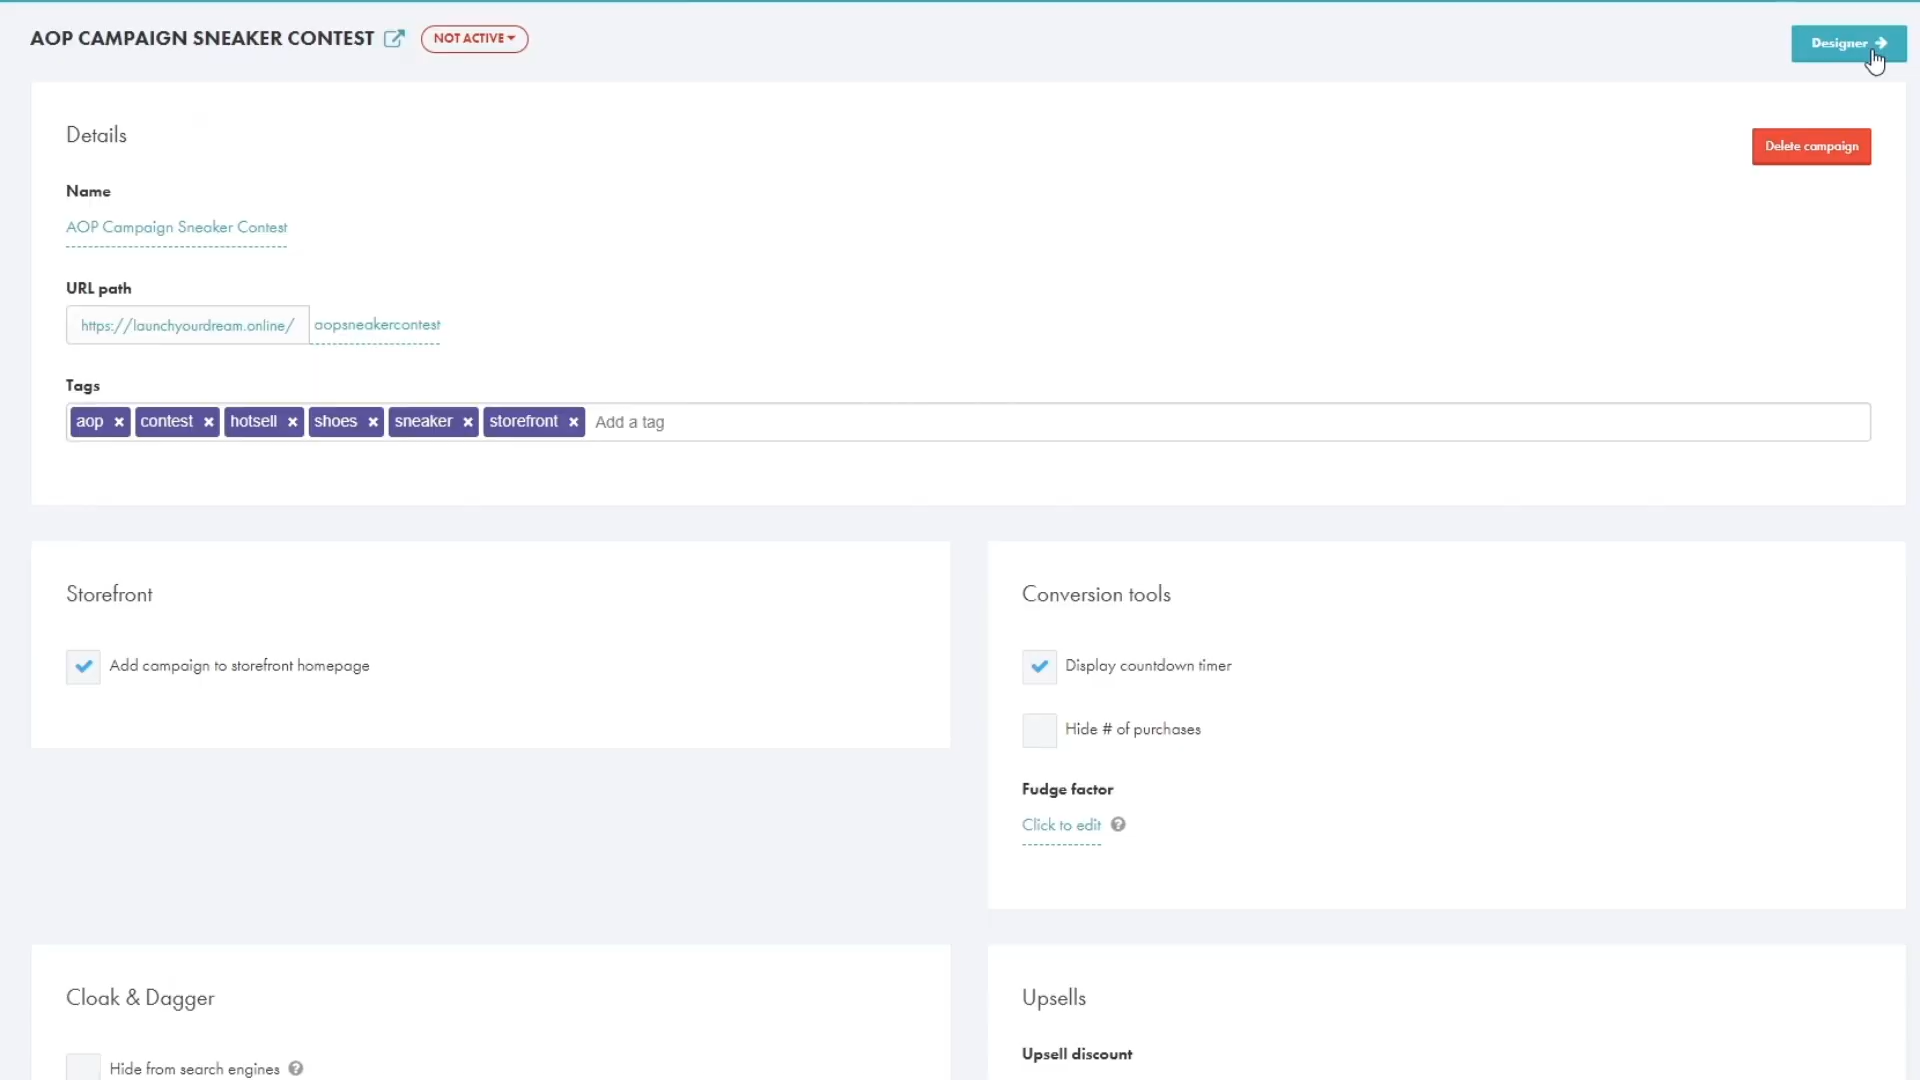 AOP CAMPAIGN SNEAKER CONTEST NOT ACTIVE
Designer
Details
Delete campaign
Name
AOP Campaign Sneaker Contest
URL path
https://launchyourdream.online/ aopsneakercontest
Tags
aop × contest × hotsell × shoes × sneaker × storefront × Add a tag
Storefront
Add campaign to storefront homepage
Conversion tools
Display countdown timer
Hide # of purchases
Fudge factor
Click to edit ?
Cloak & Dagger
Hide from search engines ?
Upsells
Upsell discount